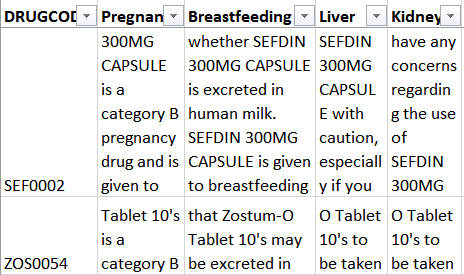 DRUGCOD Pregnan Breastfeeding Liver Kidney
300MG
CAPSULE
is a
category B
pregnancy
drug and is
given to
whether SEFDIN
300MG CAPSULE
is excreted in
human milk.
SEFDIN 300MG
CAPSULE is given
to breastfeeding
SEFDIN
300MG
CAPSUL
E with
caution,
especiall
y if you
have any
concerns
regardin
g the use
of
SEFDIN
300MG
SEF0002
Tablet 10's
is a
category B
that Zostum-O
Tablet 10's may
be excreted in
O Tablet
10's to
be taken
O Tablet
10's to
be taken
ZOS0054